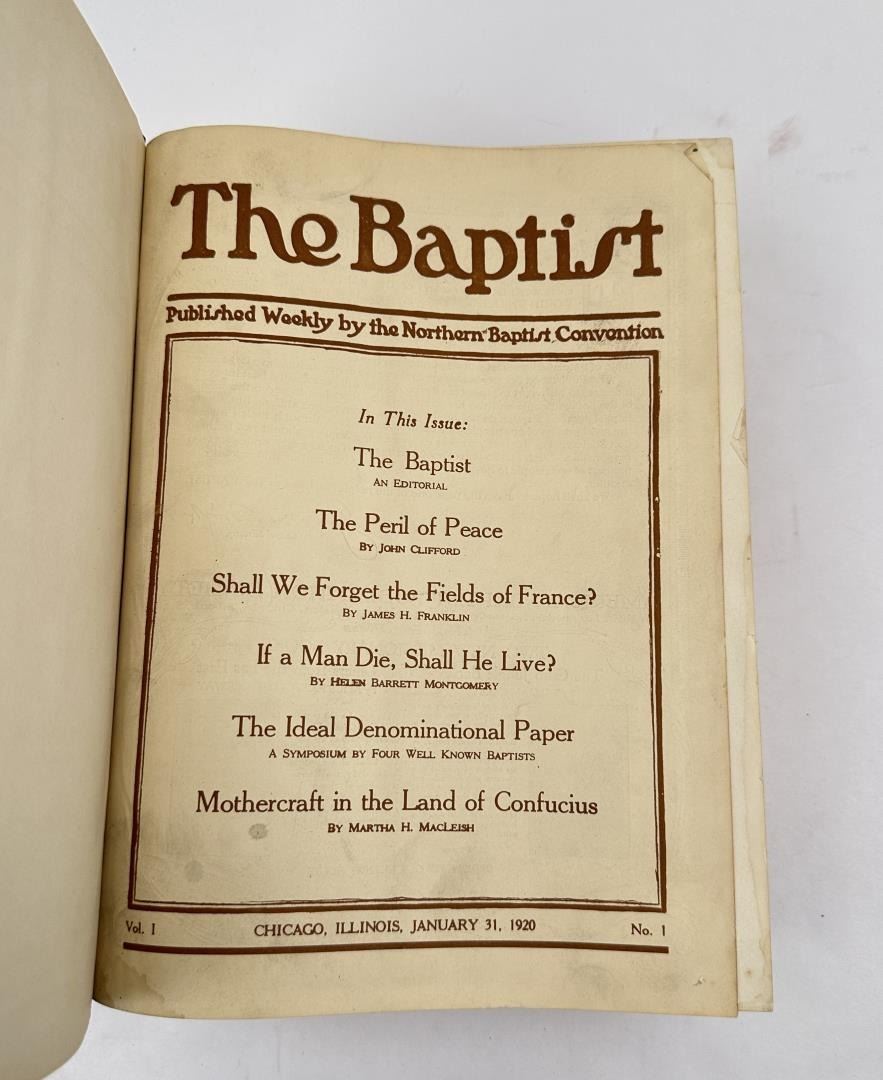 The Baptist
Published Weekly by the Northern Baptist Convention
In This Issue:
The Baptist
AN EDITORIAL
The Peril of Peace
BY JOHN CLIFFORD
Shall We Forget the Fields of France?
BY JAMES H. FRANKLIN
If a Man Die, Shall He Live?
BY HELEN BARRETT MONTGOMERY
The Ideal Denominational Paper
A SYMPOSIUM BY FOUR WELL KNOWN BAPTISTS
Mothercraft in the Land of Confucius
BY MARTHA H. MACLEISH
Vol. I CHICAGO, ILLINOIS, JANUARY 31, 1920 No. 1